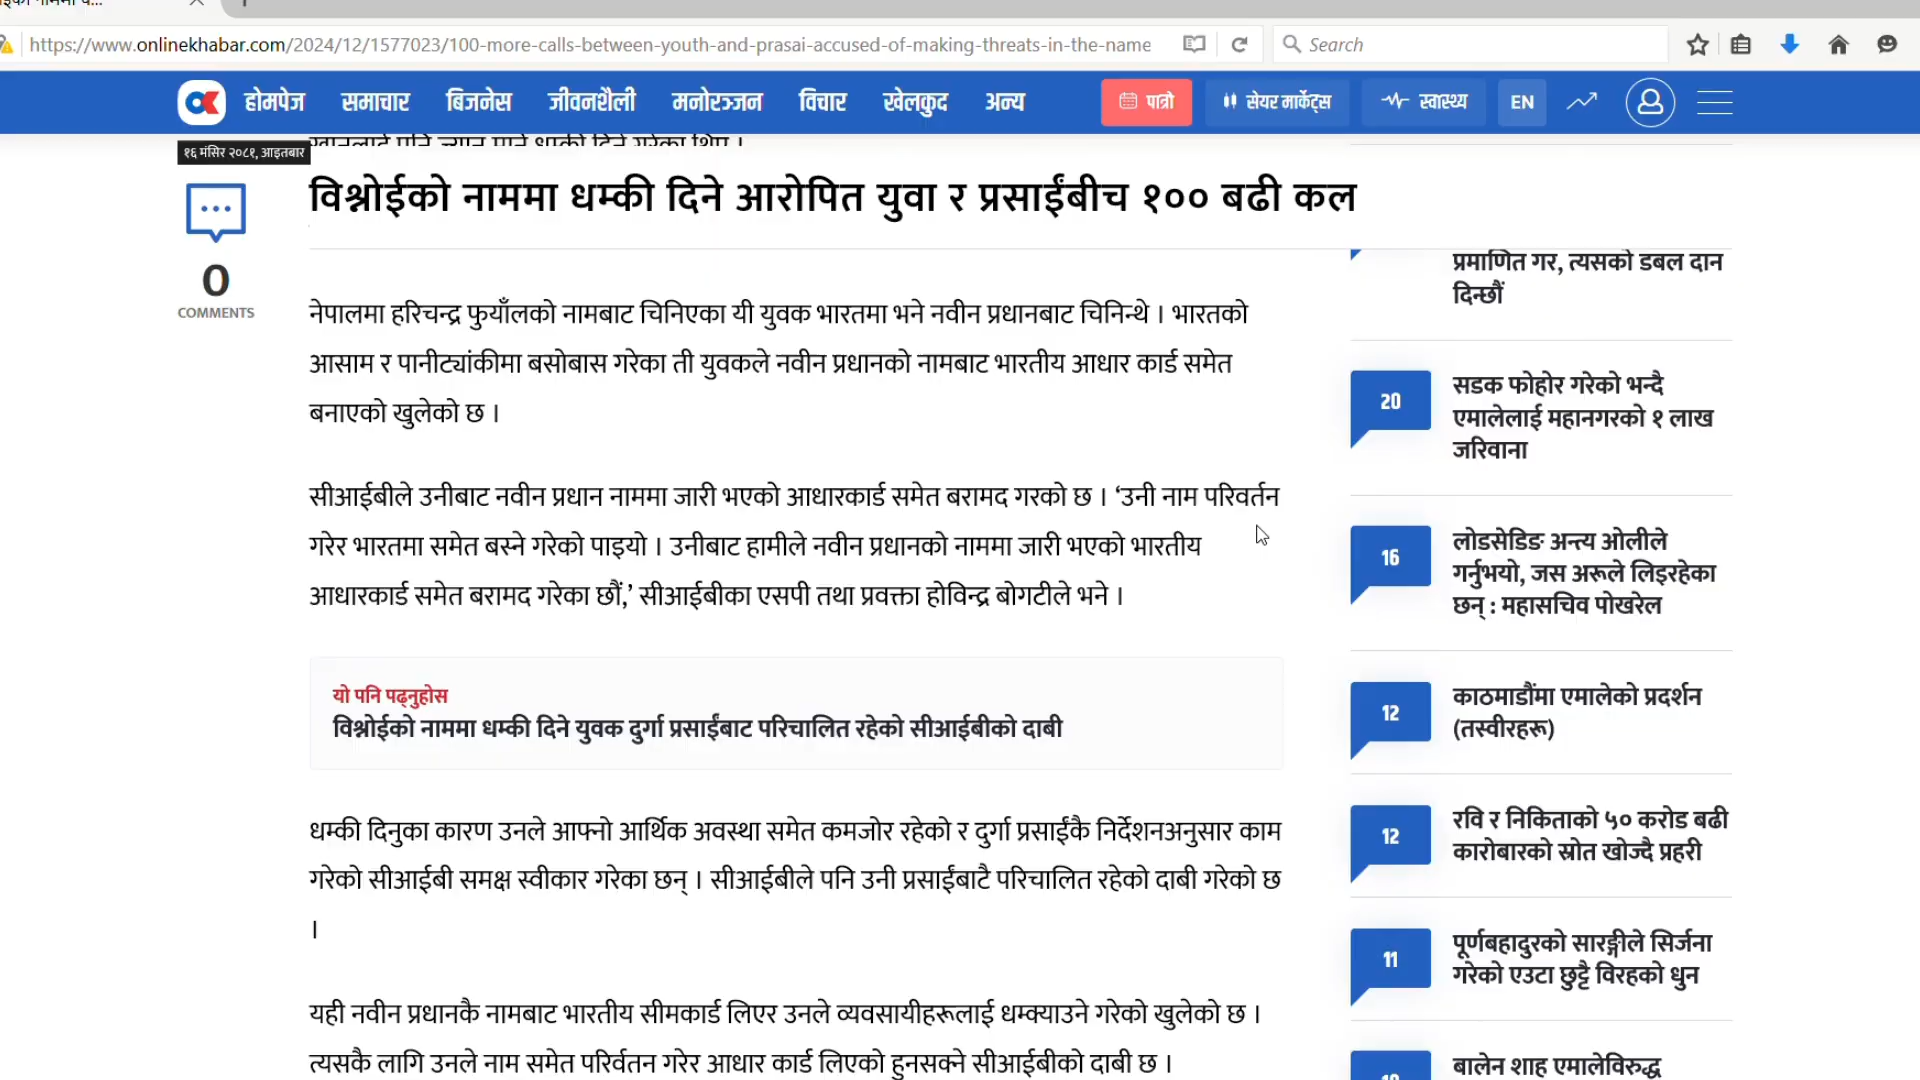 https://www.onlinekhabar.com/2024/12/1577023/100-more-calls-between-youth-and-prasai-accused-of-making-threats-in-the-name
Search
होमपेज समाचार बिजनेस जीवनशैली मनोरञ्जन विचार खेलकुद अन्य पात्रो सेयर मार्केट्स स्वास्थ्य EN
१६ मंसिर २०८१, आइतबार
विश्नोईको नाममा धम्की दिने आरोपित युवा र प्रसाईंबीच १०० बढी कल
0
COMMENTS
नेपालमा हरिचन्द्र फुयाँलको नामबाट चिनिएका यी युवक भारतमा भने नवीन प्रधानबाट चिनिन्थे । भारतको
आसाम र पानीट्यांकीमा बसोबास गरेका ती युवकले नवीन प्रधानको नामबाट भारतीय आधार कार्ड समेत
बनाएको खुलेको छ ।
सीआईबीले उनीबाट नवीन प्रधान नाममा जारी भएको आधारकार्ड समेत बरामद गरको छ । ‘उनी नाम परिवर्तन
गरेर भारतमा समेत बस्ने गरेको पाइयो । उनीबाट हामीले नवीन प्रधानको नाममा जारी भएको भारतीय
आधारकार्ड समेत बरामद गरेका छौं,’ सीआईबीका एसपी तथा प्रवक्ता होविन्द्र बोगटीले भने ।
यो पनि पढ्नुहोस
विश्नोईको नाममा धम्की दिने युवक दुर्गा प्रसाईंबाट परिचालित रहेको सीआईबीको दाबी
धम्की दिनुका कारण उनले आफ्नो आर्थिक अवस्था समेत कमजोर रहेको र दुर्गा प्रसाईंकै निर्देशनअनुसार काम
गरेको सीआईबी समक्ष स्वीकार गरेका छन् । सीआईबीले पनि उनी प्रसाईंबाटै परिचालित रहेको दाबी गरेको छ
।
यही नवीन प्रधानकै नामबाट भारतीय सीमकार्ड लिएर उनले व्यवसायीहरूलाई धम्क्याउने गरेको खुलेको छ ।
त्यसकै लागि उनले नाम समेत परिर्वतन गरेर आधार कार्ड लिएको हुनसक्ने सीआईबीको दाबी छ ।
प्रमाणित गर, त्यसको डबल दान
दिन्छौं
20
सडक फोहोर गरेको भन्दै
एमालेलाई महानगरको १ लाख
जरिवाना
16
लोडसेडिङ अन्त्य ओलीले
गर्नुभयो, जस अरूले लिइरहेका
छन् : महासचिव पोखरेल
12
काठमाडौंमा एमालेको प्रदर्शन
(तस्वीरहरू)
12
रवि र निकिताको ५० करोड बढी
कारोबारको स्रोत खोज्दै प्रहरी
11
पूर्णबहादुरको सारङ्गीले सिर्जना
गरेको एउटा छुट्टै विरहको धुन
बालेन शाह एमालेविरुद्ध